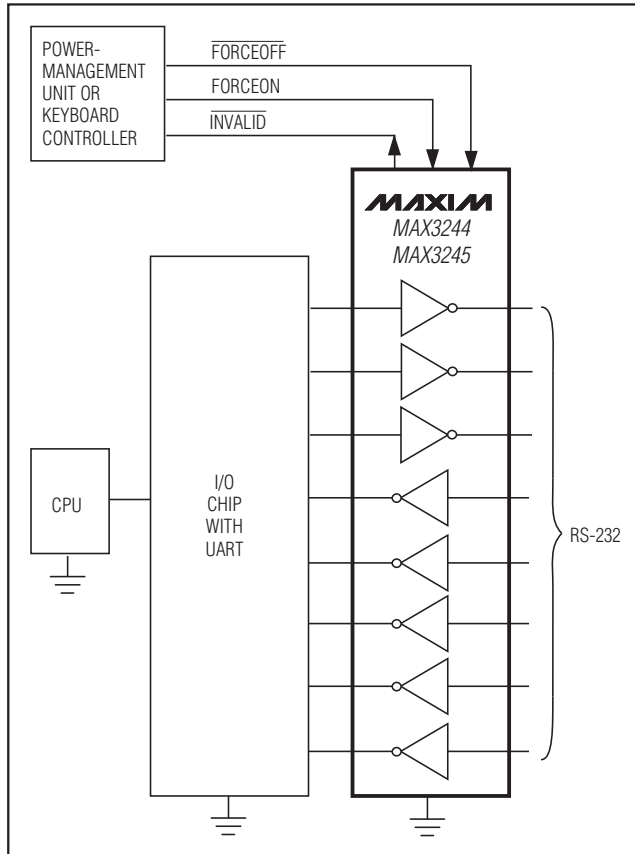 POWER-
MANAGEMENT
UNIT OR
KEYBOARD
CONTROLLER
FORCEOFF
FORCEON
INVALID
MAXIM
MAX3244
MAX3245
CPU
I/O
CHIP
WITH
UART
RS-232